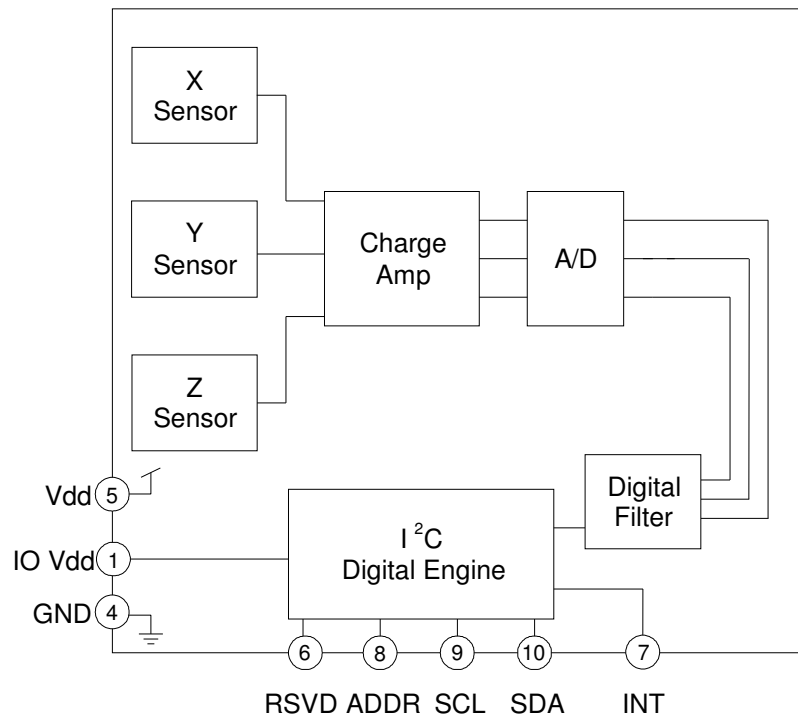 X
Sensor
Y
Sensor
Z
Sensor
Charge
Amp
A/D
Digital
Filter
I ²C
Digital Engine
Vdd 5
IO Vdd 1
GND 4
6 8 9 10 7
RSVD ADDR SCL SDA INT